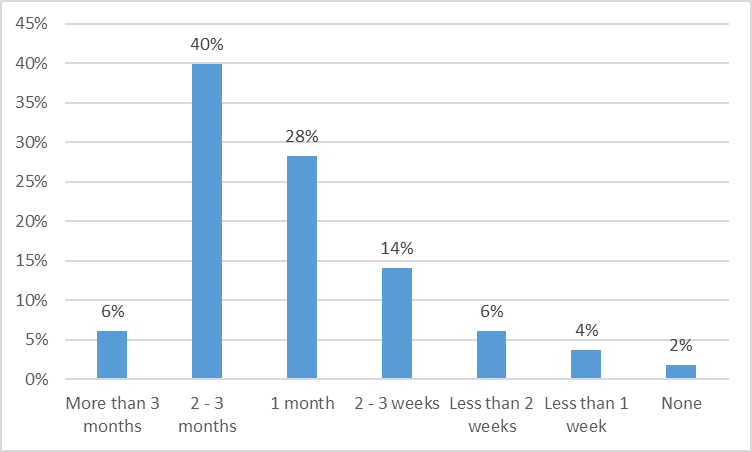 45%
40%
35%
30%
25%
20%
15%
10%
5%
0%
6%
40%
28%
14%
6%
4%
2%
More than 3
months
2 - 3
months
1 month
2 - 3 weeks
Less than 2
weeks
Less than 1
week
None